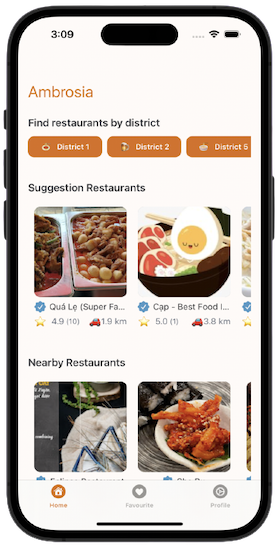 3:09
Ambrosia
Find restaurants by district
District 1 District 2 District 5
Suggestion Restaurants
Quá Lẹ (Super Fa... Cạp - Best Food I...
4.9 (10) 1.9 km 5.0 (1) 3.8 km
Nearby Restaurants
Home Favourite Profile